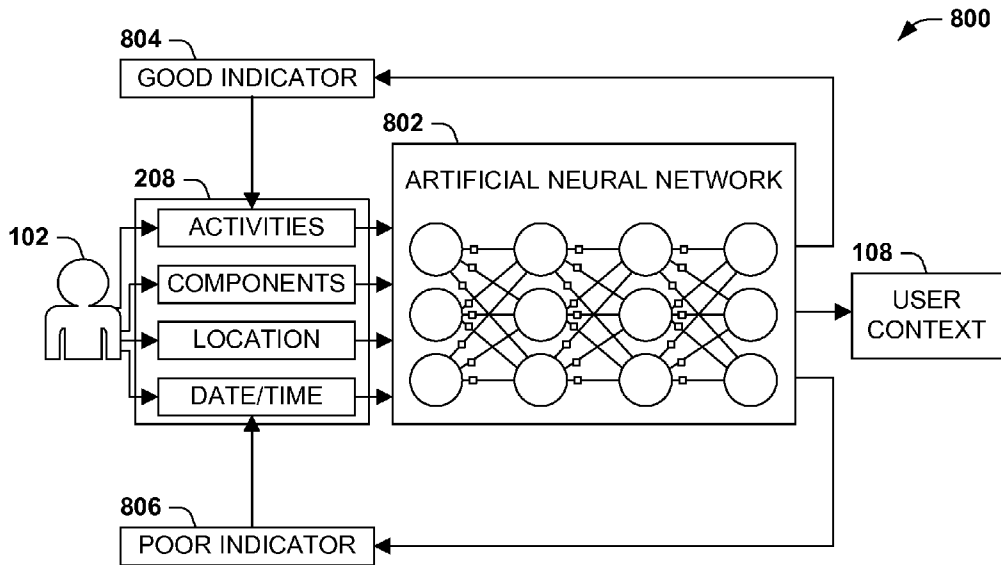 800
804
GOOD INDICATOR
802
ARTIFICIAL NEURAL NETWORK
208
ACTIVITIES
102
COMPONENTS
LOCATION
DATE/TIME
108
USER
CONTEXT
806
POOR INDICATOR